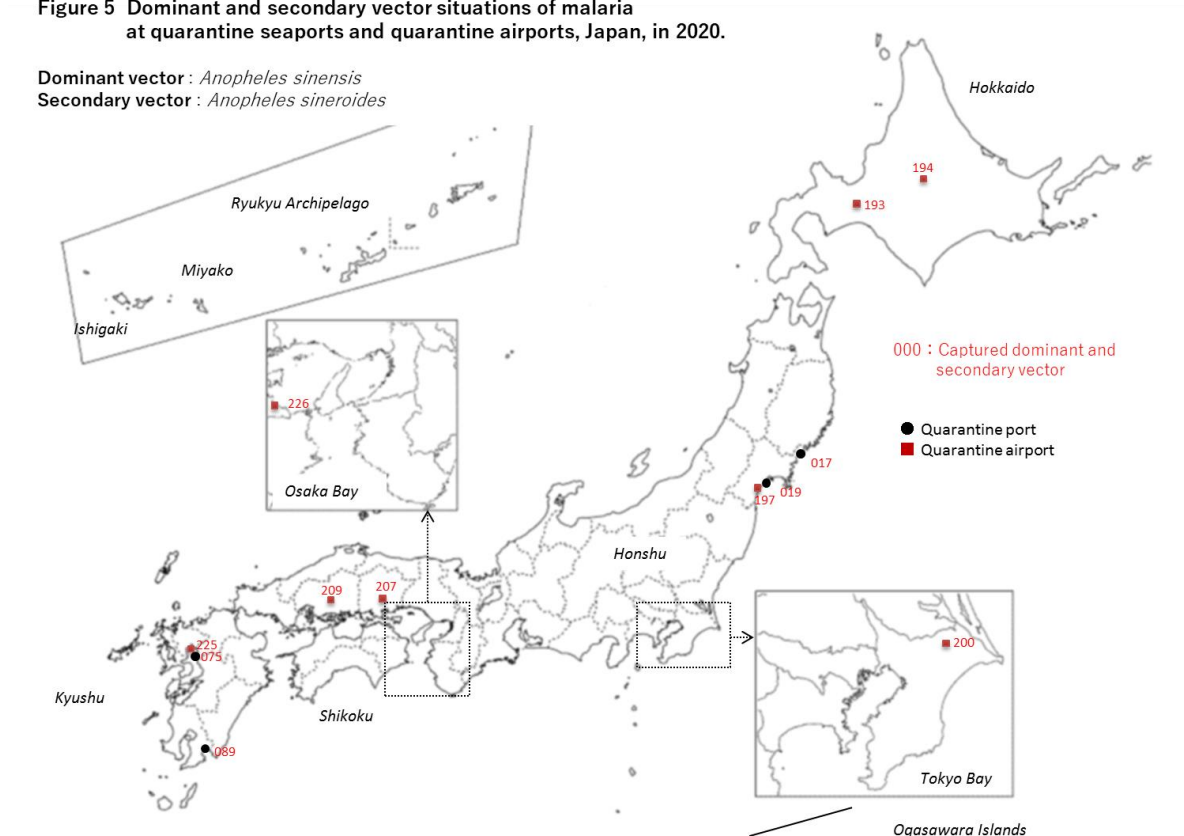 Figure 5 Dominant and secondary vector situations of malaria
at quarantine seaports and quarantine airports, Japan, in 2020.
Dominant vector : Anopheles sinensis
Secondary vector : Anopheles sineroides
Hokkaido
194
193
Ryukyu Archipelago
Miyako
Ishigaki
000 : Captured dominant and
secondary vector
226
Quarantine port
Quarantine airport
017
Osaka Bay
019
197
Honshu
209
207
225
075
200
Kyushu
Shikoku
089
Tokyo Bay
Ogasawara Islands